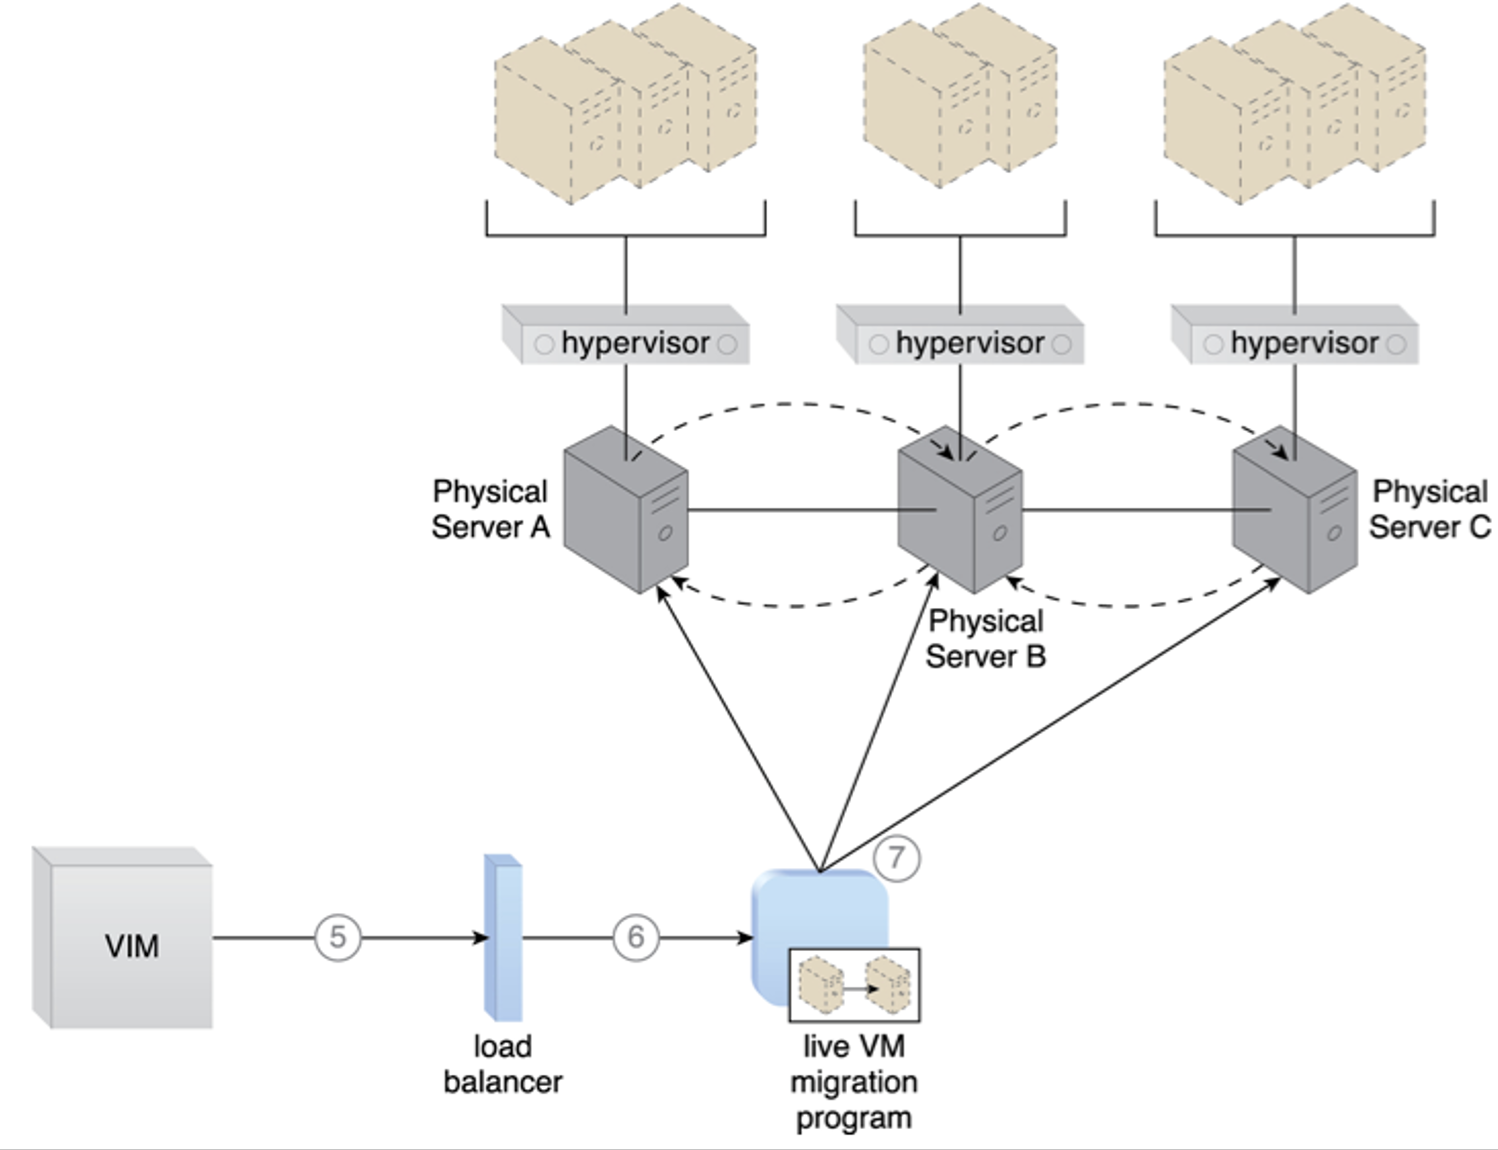 hypervisor
hypervisor
hypervisor
Physical
Server A
Physical
Server C
Physical
Server B
7
VIM
5
6
load
balancer
live VM
migration
program